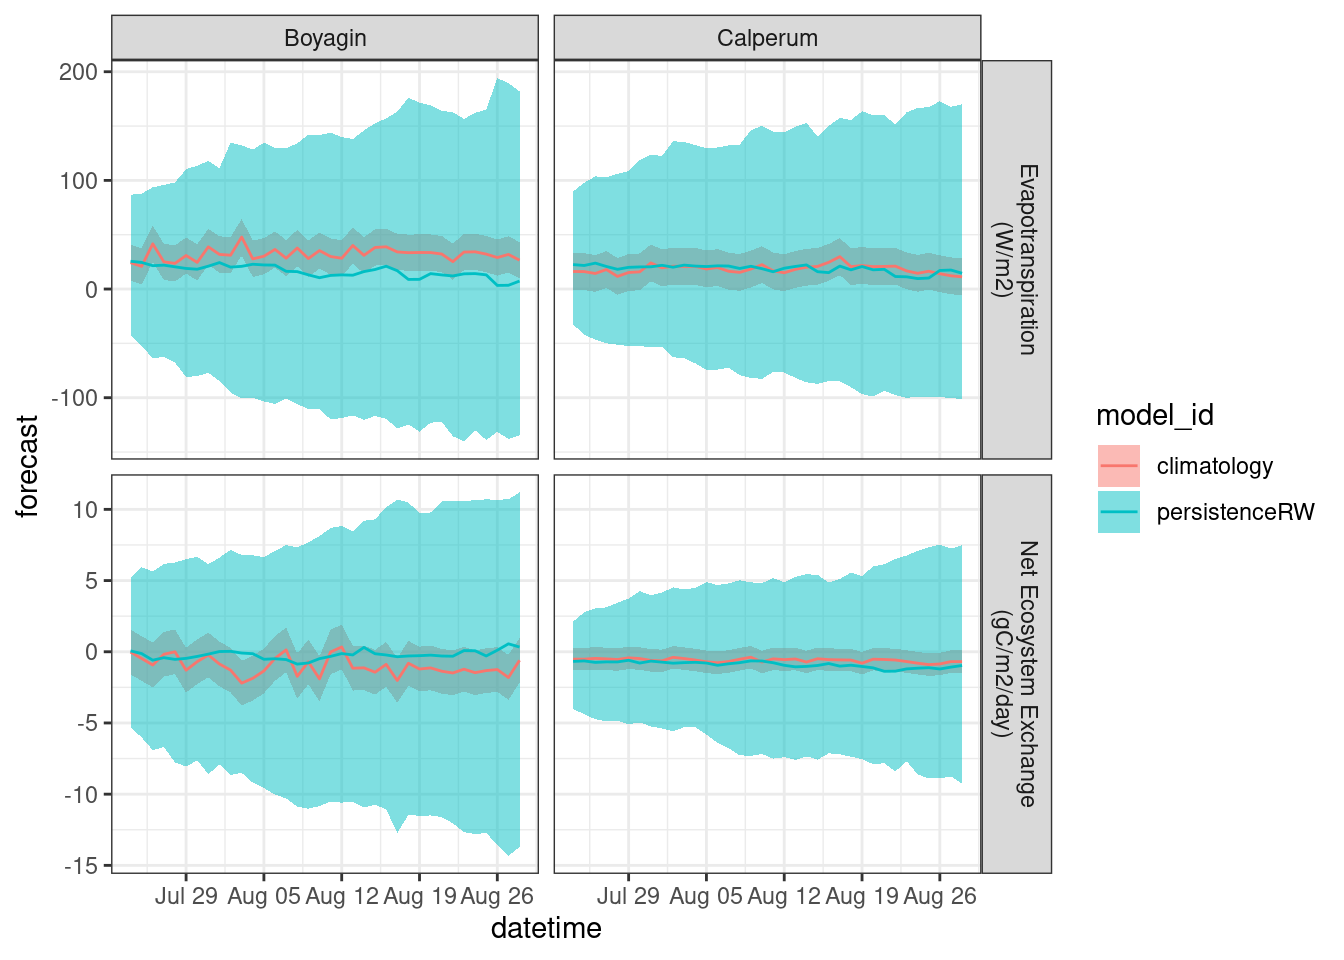 Boyagin
Calperum
200
100
0
-100
Evapotranspiration
(W/m2)
10
5
0
-5
-10
-15
Net Ecosystem Exchange
(gC/m2/day)
Jul 29 Aug 05 Aug 12 Aug 19 Aug 26
Jul 29 Aug 05 Aug 12 Aug 19 Aug 26
datetime
forecast
model_id
climatology
persistenceRW